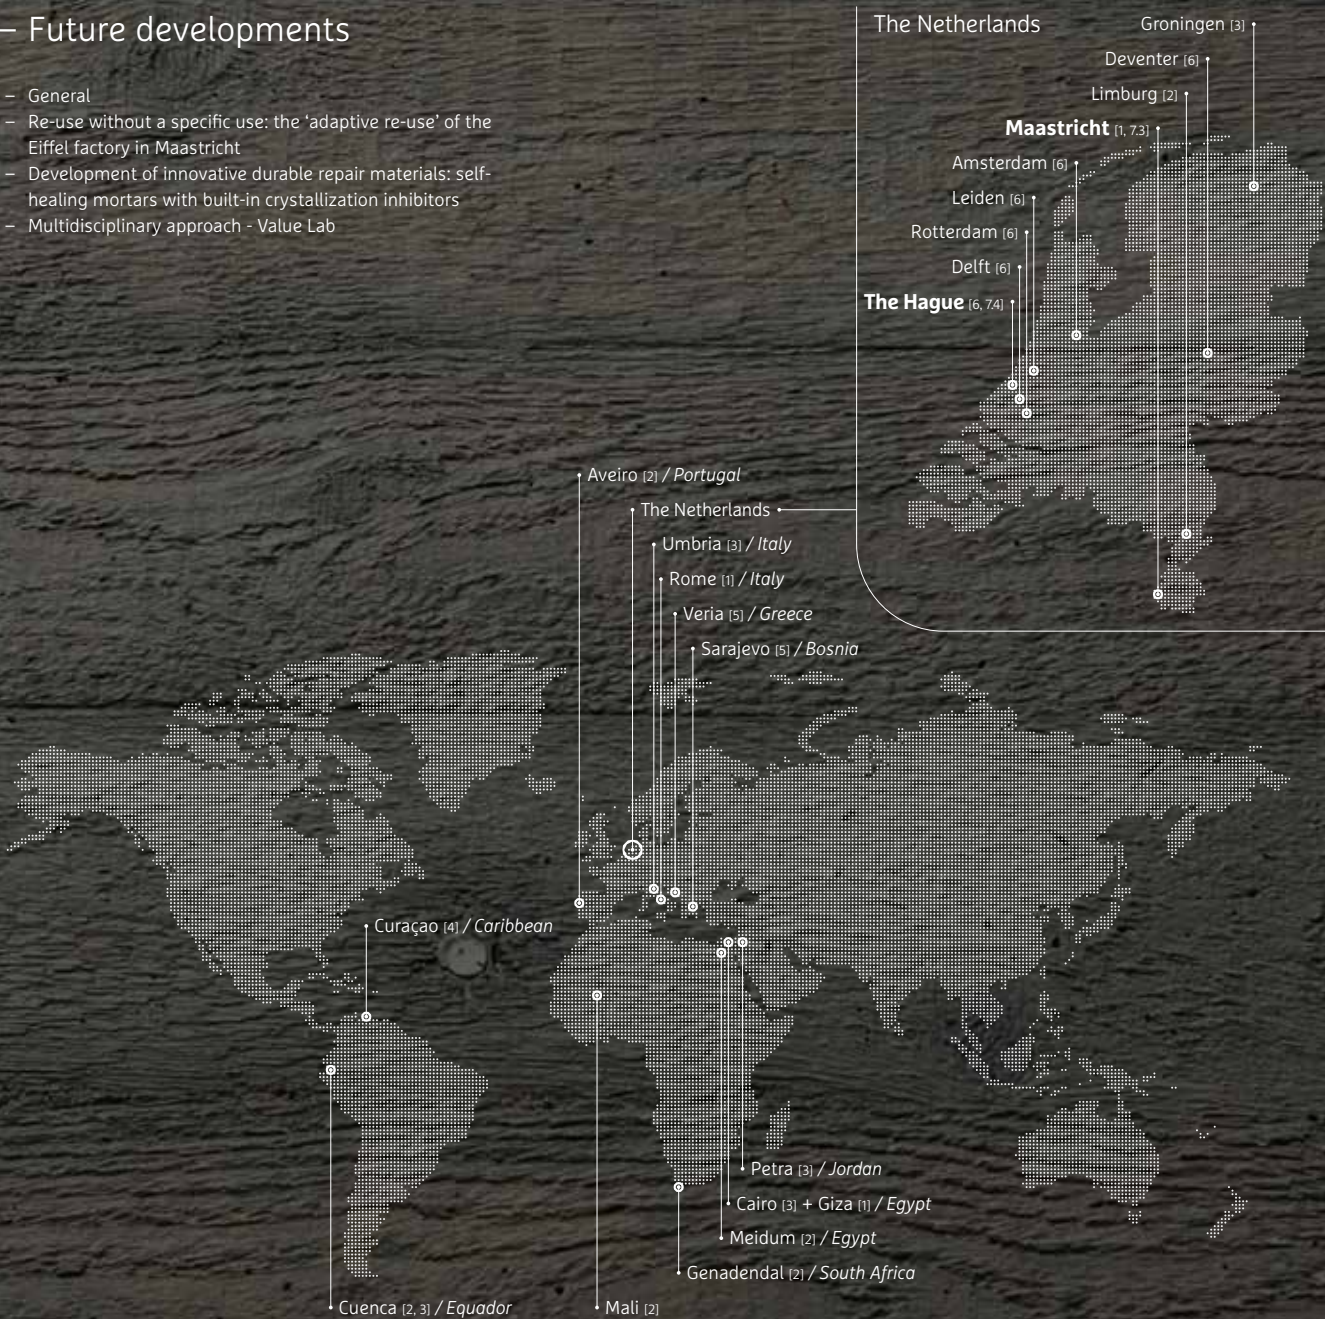 – Future developments
– General
– Re-use without a specific use: the ‘adaptive re-use’ of the
Eiffel factory in Maastricht
– Development of innovative durable repair materials: self-
healing mortars with built-in crystallization inhibitors
– Multidisciplinary approach - Value Lab
The Netherlands
Groningen [3]
Deventer [6]
Limburg [2]
Maastricht [1, 7.3]
Amsterdam [6]
Leiden [6]
Rotterdam [6]
Delft [6]
The Hague [6, 7.4]
Aveiro [2] / Portugal
The Netherlands
Umbria [3] / Italy
Rome [1] / Italy
Veria [5] / Greece
Sarajevo [5] / Bosnia
Curaçao [4] / Caribbean
Petra [3] / Jordan
Cairo [3] + Giza [1] / Egypt
Meidum [2] / Egypt
Genadendal [2] / South Africa
Cuenca [2, 3] / Equador
Mali [2]